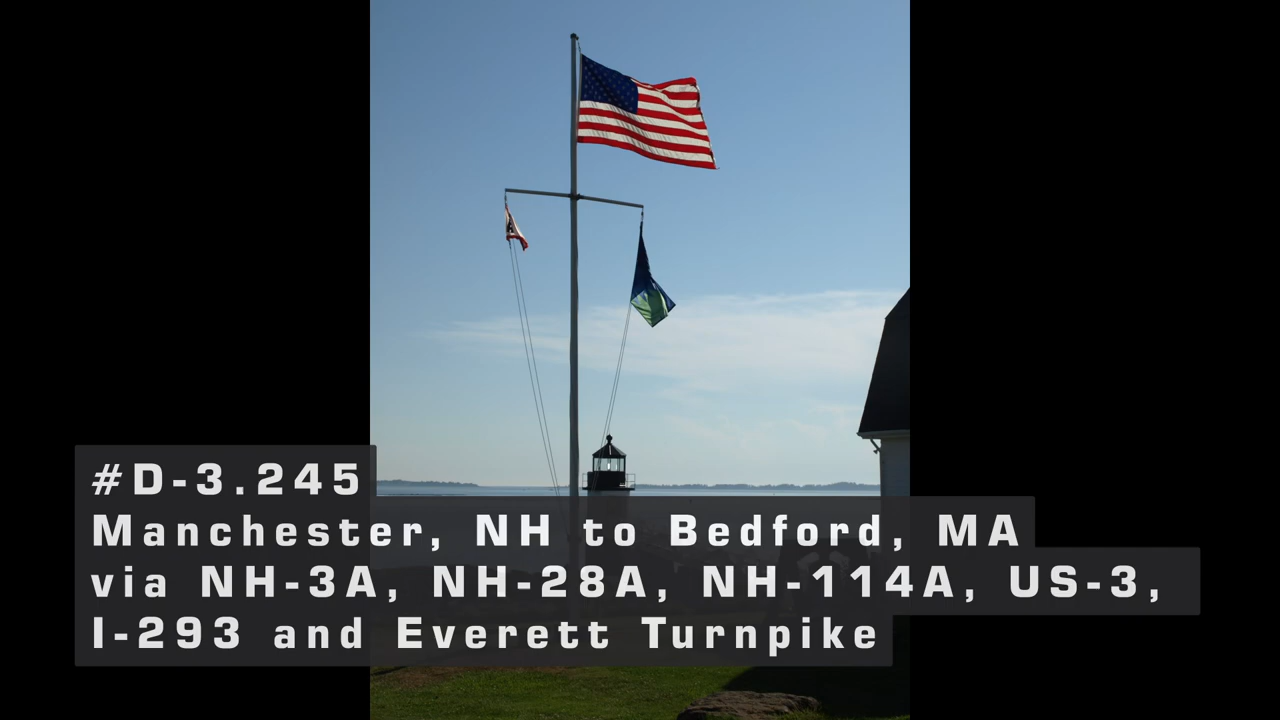 #D-3.245
Manchester, NH to Bedford, MA
via NH-3A, NH-28A, NH-114A, US-3,
I-293 and Everett Turnpike